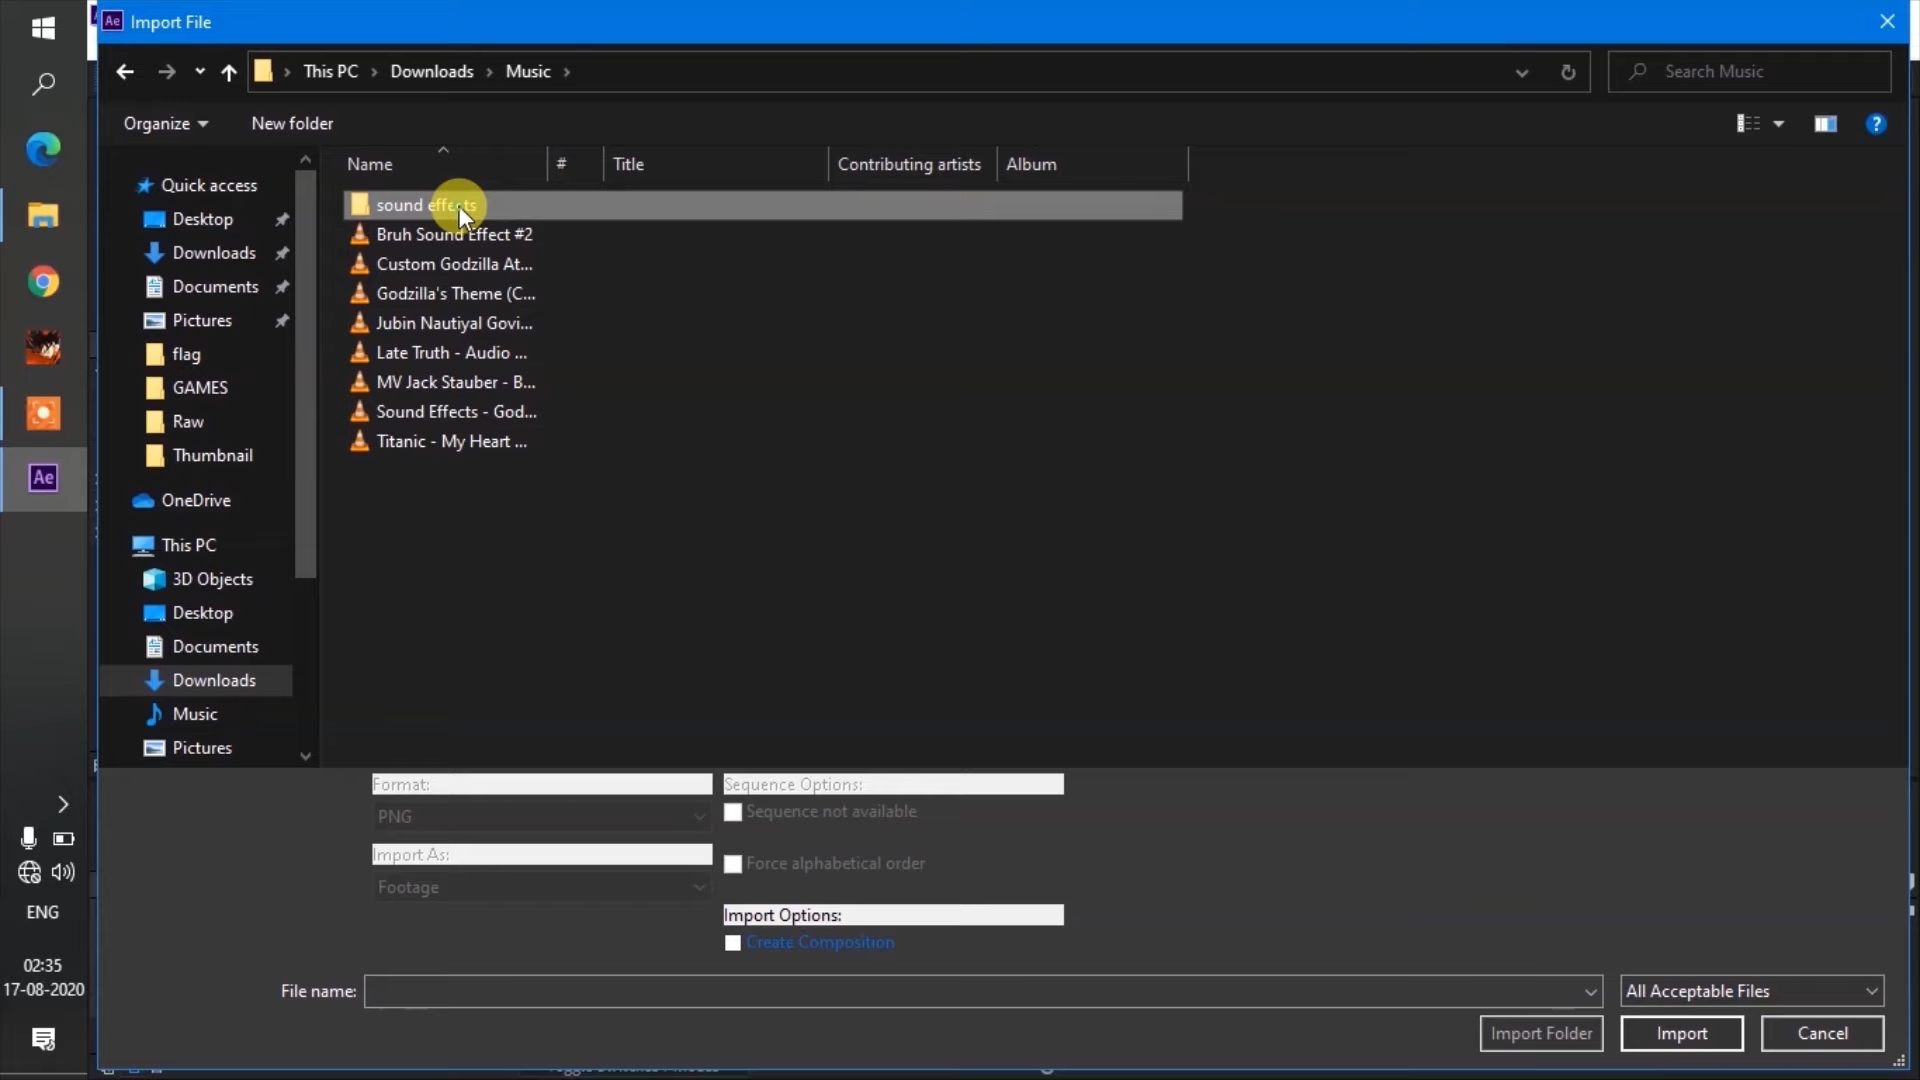 Ae Import File
This PC Downloads Music
Search Music
Organize New folder
Name # Title Contributing artists Album
Quick access
Desktop
Downloads
Documents
Pictures
flag
GAMES
Raw
Thumbnail
OneDrive
This PC
3D Objects
Desktop
Documents
Downloads
Music
Pictures
sound effects
Bruh Sound Effect #2
Custom Godzilla At...
Godzilla's Theme (C...
Jubin Nautiyal Govi...
Late Truth - Audio ...
MV Jack Stauber - B...
Sound Effects - God...
Titanic - My Heart ...
Format:
PNG
Import As:
Footage
Sequence Options:
Sequence not available
Force alphabetical order
Import Options:
Create Composition
File name:
All Acceptable Files
Import Folder Import Cancel
Ae
ENG
02:35
17-08-2020